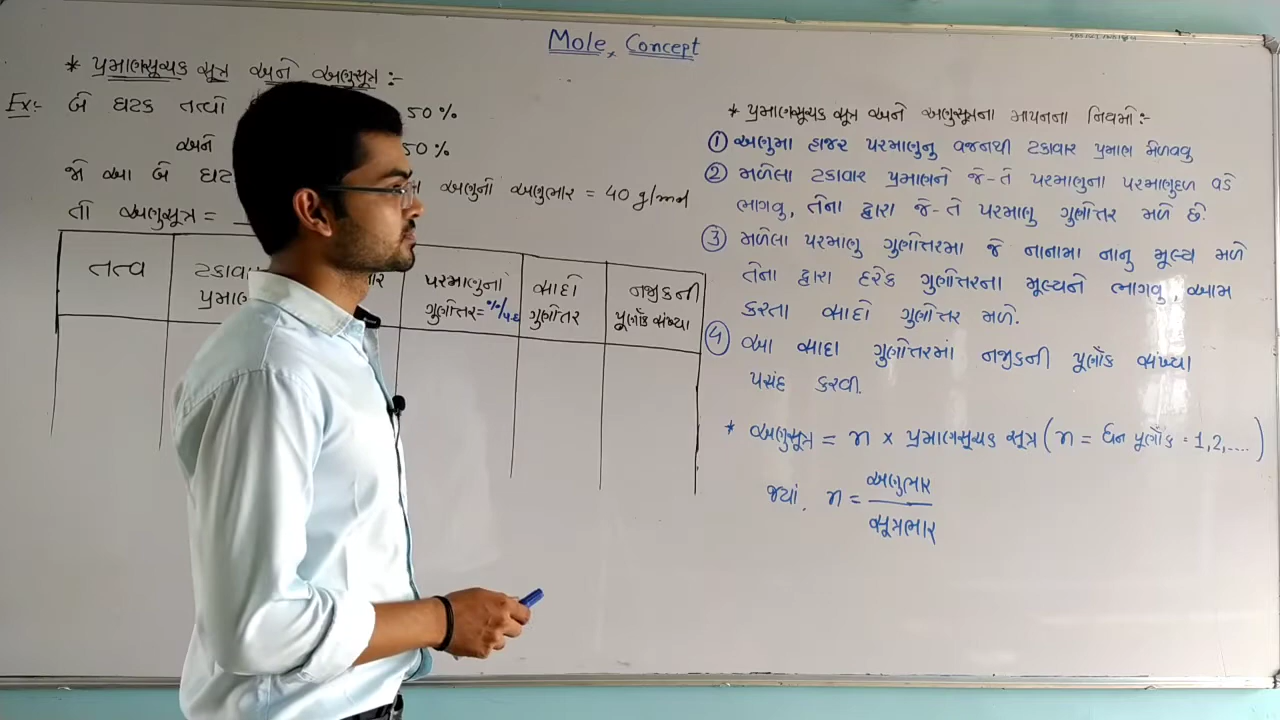 Mole Concept
* પ્રમાણસૂચક સૂત્ર અને અણુસૂત્ર :-
Ex:- બે ઘટક તત્વો 50 %
અને 50 %
જો આ બે ઘટ અણુનો અણુભાર = 40 g/mol
તો અણુસૂત્ર =
તત્વ
ટકાવા
પ્રમાણ
પરમાણુનો
ગુણોત્તર = %/પ.દ
સાદો
ગુણોતર
નજીકની
પૂર્ણાંક સંખ્યા
* પ્રમાણસૂચક સૂત્ર અને અણુસૂત્રના માપનના નિયમો :-
① અણુમા હાજર પરમાણુનુ વજનથી ટકાવાર પ્રમાણ મેળવવુ
② મળેલા ટકાવાર પ્રમાણને જે-તે પરમાણુના પરમાણુદળ વડે
ભાગવુ, તેના દ્વારા જે-તે પરમાણુ ગુણોત્તર મળે છે.
③ મળેલા પરમાણુ ગુણોત્તરમા જે નાનામા નાનુ મૂલ્ય મળે
તેના દ્વારા દરેક ગુણોત્તરના મૂલ્યને ભાગવુ, આમ
કરતા સાદો ગુણોત્તર મળે.
④ આ સાદા ગુણોત્તરમાં નજીકની પૂર્ણાંક સંખ્યા
પસંદ કરવી.
* અણુસૂત્ર = n x પ્રમાણસૂચક સૂત્ર ( n = ધન પૂર્ણાંક = 1,2,.... )
જ્યાં, n = અણુભાર
સૂત્રભાર